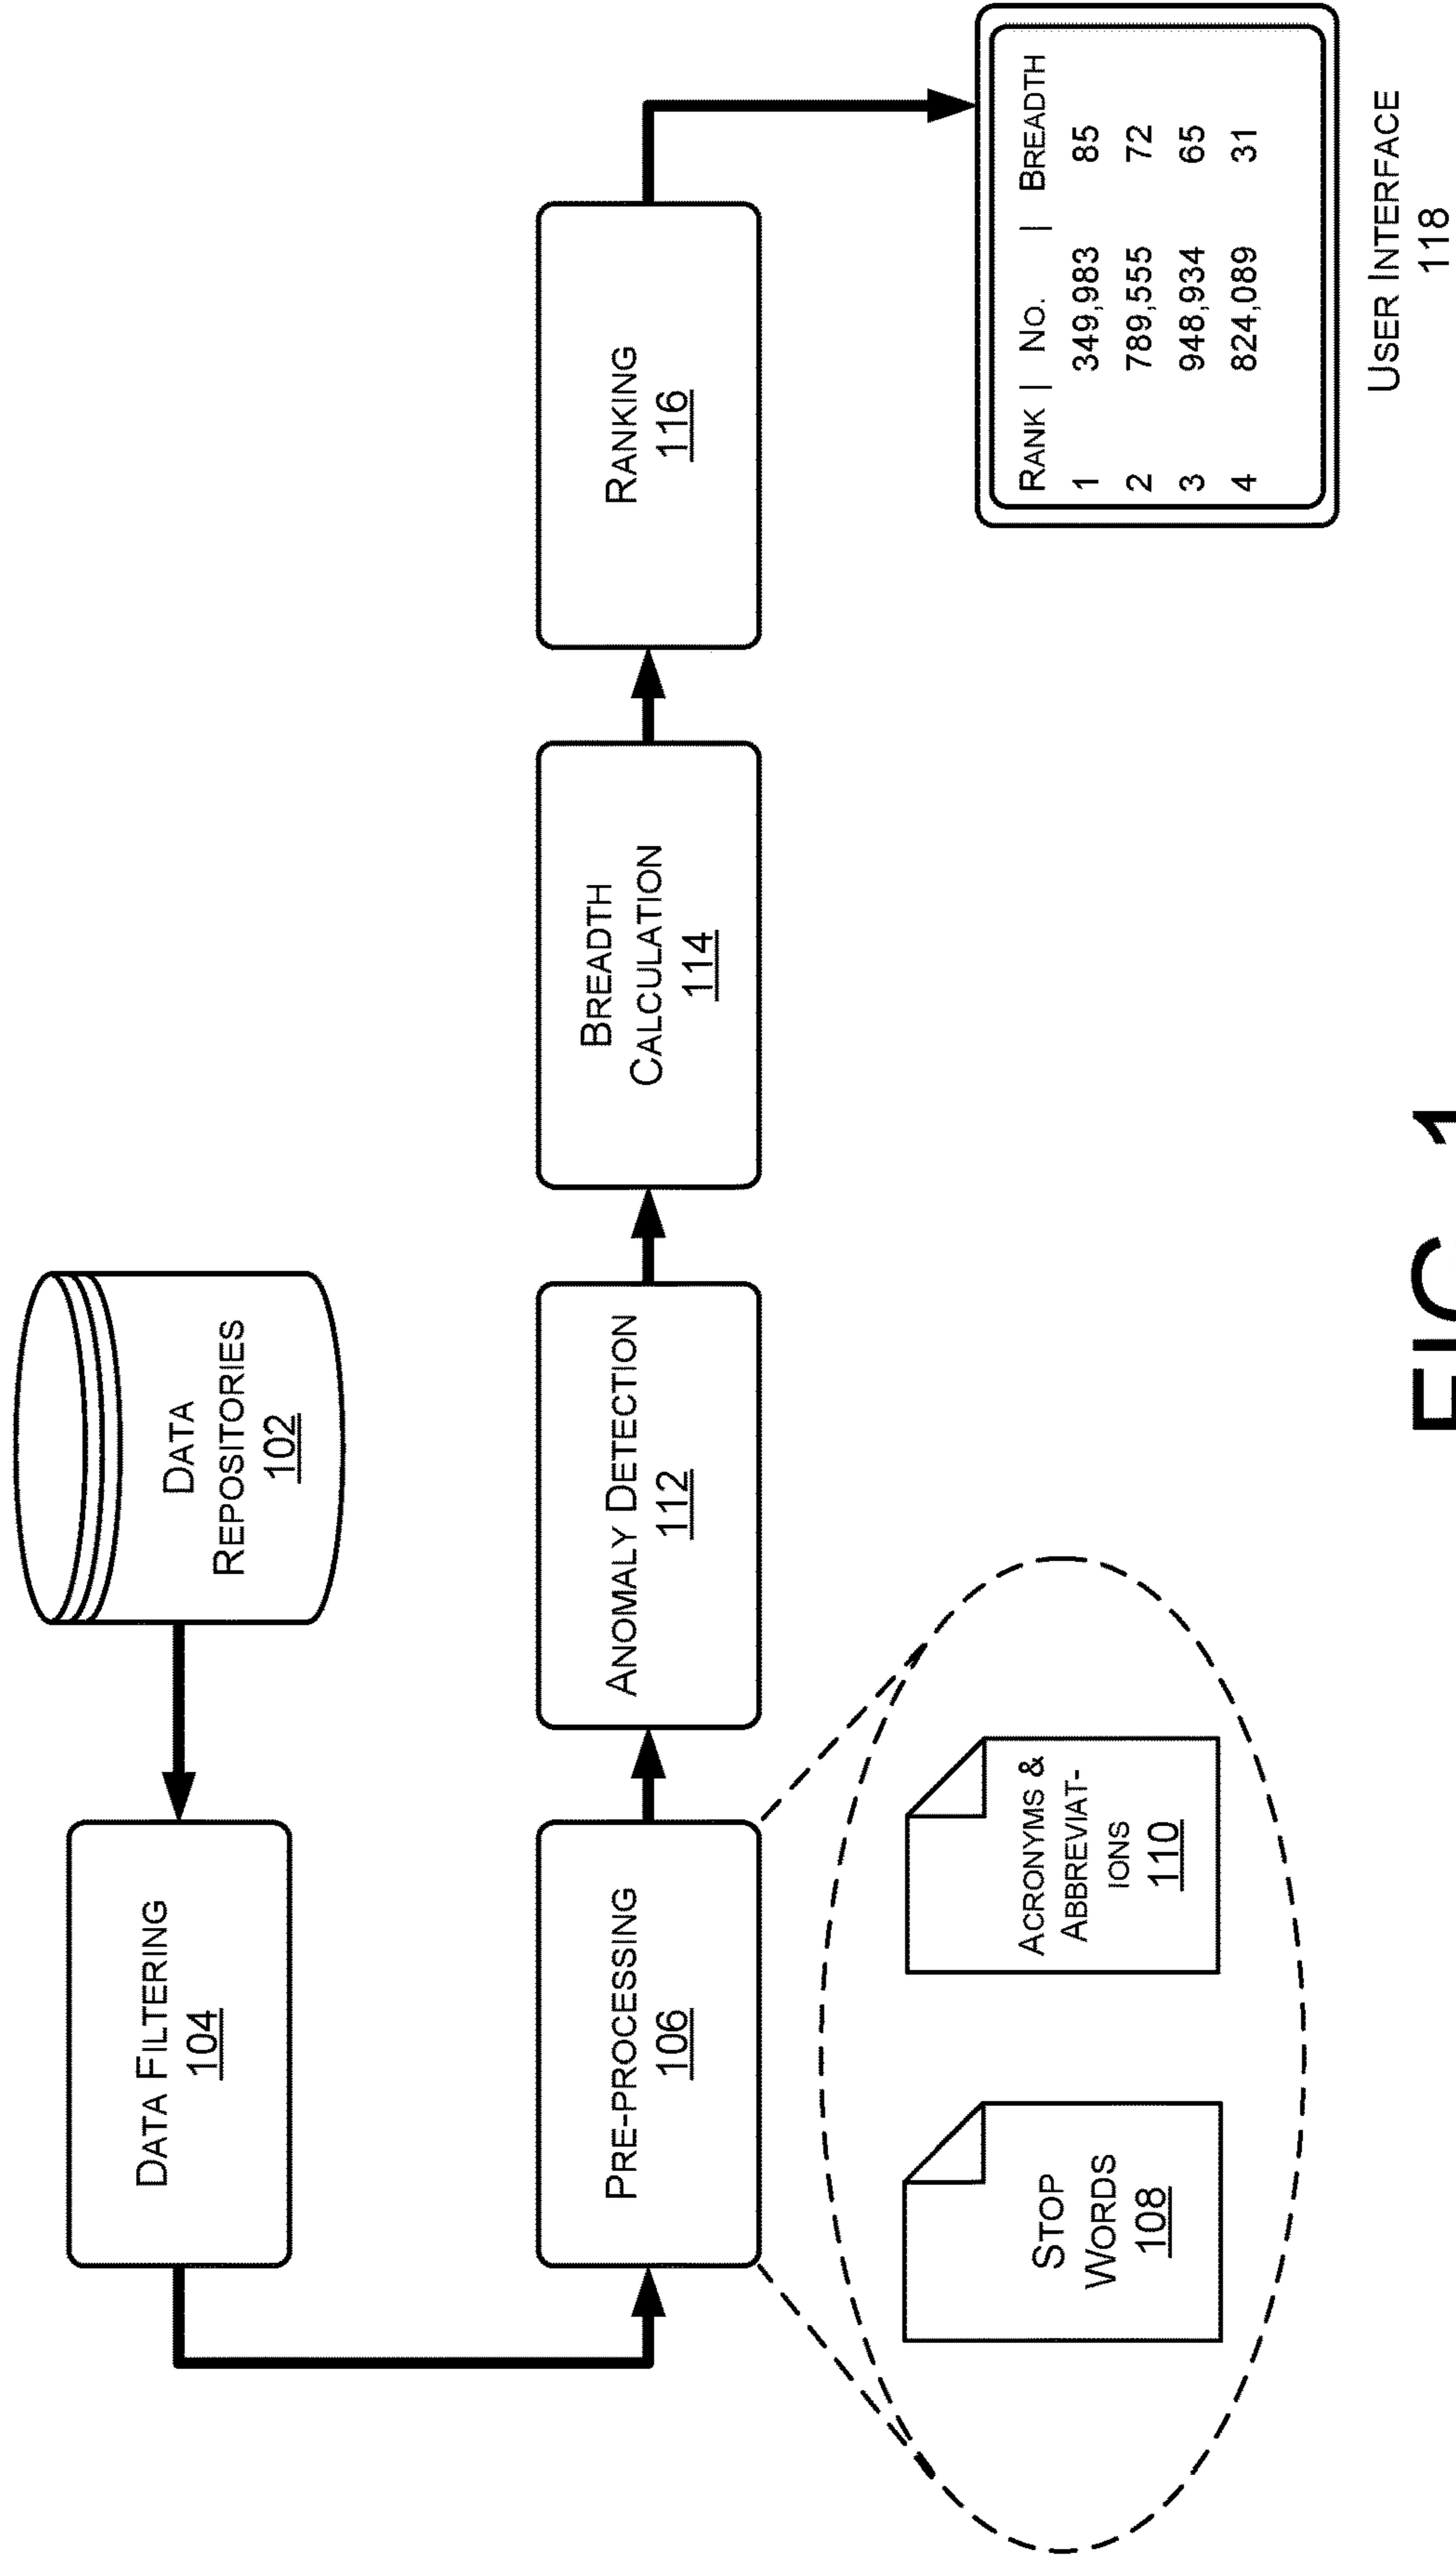 DATA
REPOSITORIES
102
DATA FILTERING
104
PRE-PROCESSING
106
ANOMALY DETECTION
112
BREADTH
CALCULATION
114
RANKING
116
STOP
WORDS
108
ACRONYMS &
ABBREVIAT-
IONS
110
RANK | NO. | BREADTH
1 349,983 85
2 789,555 72
3 948,934 65
4 824,089 31
USER INTERFACE
118
FIG. 1